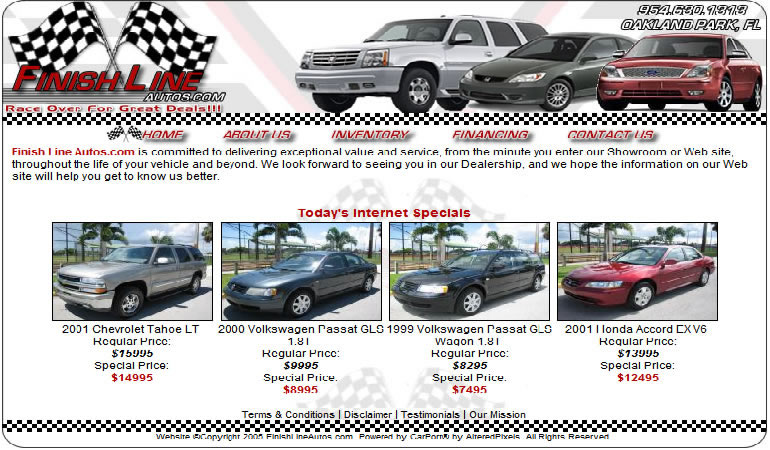 954.630.1313
OAKLAND PARK, FL
FINISH LINE
AUTOS.COM
Race Over For Great Deals!!!
HOME ABOUT US INVENTORY FINANCING CONTACT US
Finish Line Autos.com is committed to delivering exceptional value and service, from the minute you enter our Showroom or Web site,
throughout the life of your vehicle and beyond. We look forward to seeing you in our Dealership, and we hope the information on our Web
site will help you get to know us better.
Today's Internet Specials
2001 Chevrolet Tahoe LT
Regular Price:
$15995
Special Price:
$14995
2000 Volkswagen Passat GLS
1.8T
Regular Price:
$9995
Special Price:
$8995
1999 Volkswagen Passat GLS
Wagon 1.8T
Regular Price:
$8295
Special Price:
$7495
2001 Honda Accord EX V6
Regular Price:
$13995
Special Price:
$12495
Terms & Conditions | Disclaimer | Testimonials | Our Mission
Website ©Copyright 2005 FinishLineAutos.com. Powered by CarPort® by AlteredPixels. All Rights Reserved.